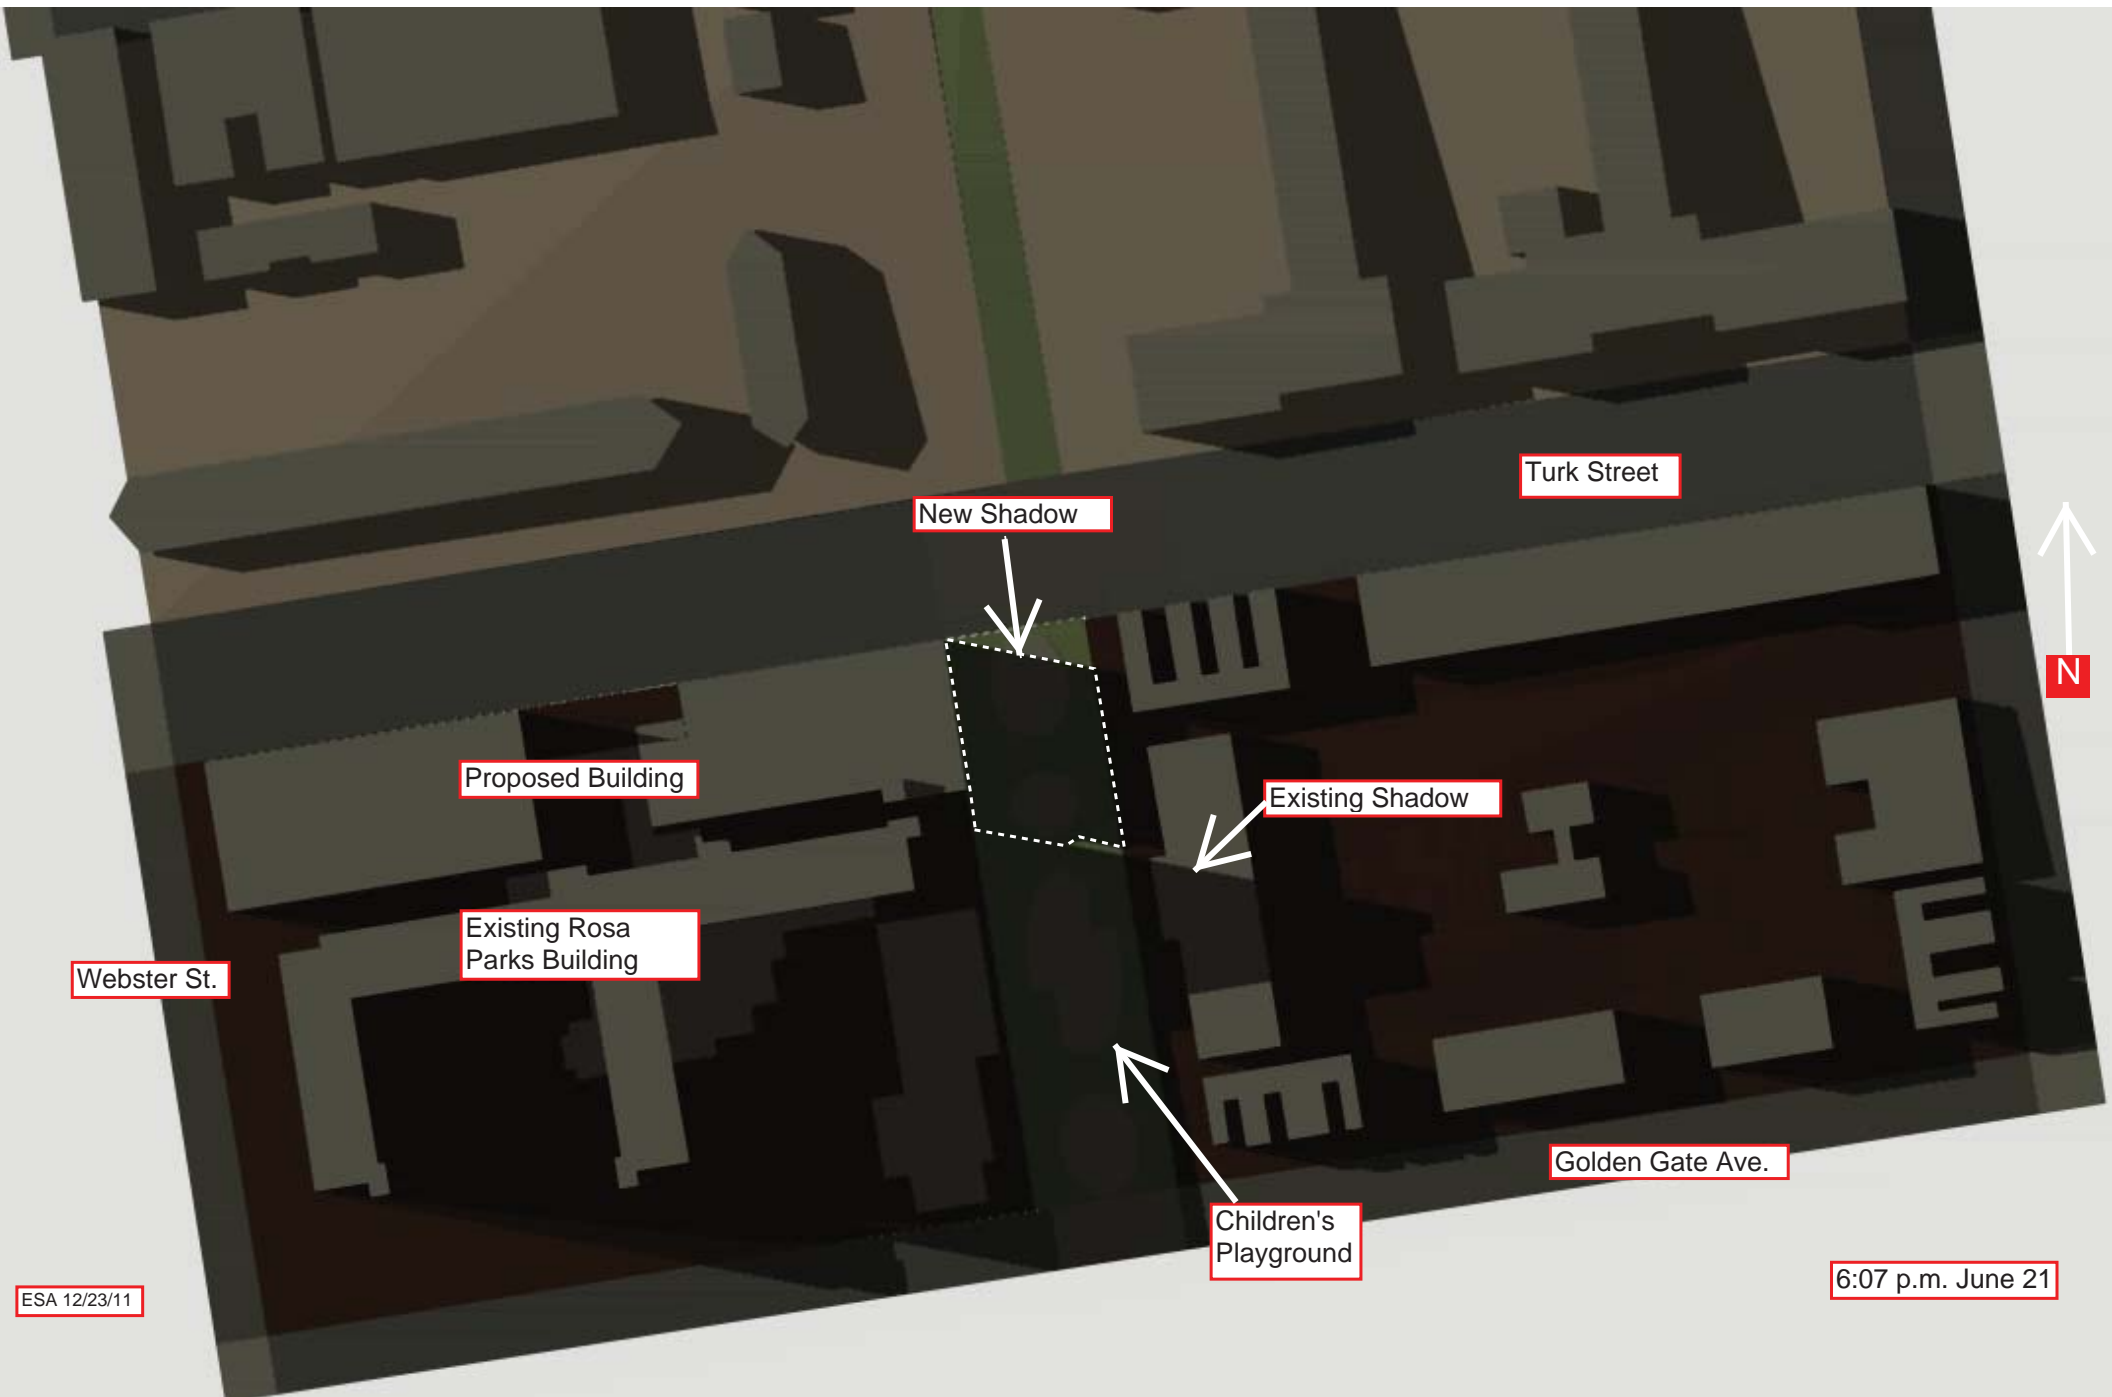 Turk Street
New Shadow
N
Proposed Building
Existing Shadow
Existing Rosa
Parks Building
Webster St.
Golden Gate Ave.
Children's
Playground
6:07 p.m. June 21
ESA 12/23/11